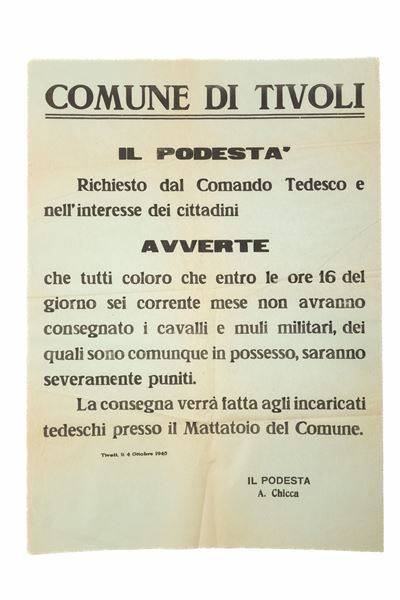 COMUNE DI TIVOLI
IL PODESTA'
Richiesto dal Comando Tedesco e
nell'interesse dei cittadini
AVVERTE
che tutti coloro che entro le ore 16 del
giorno sei corrente mese non avranno
consegnato i cavalli e muli militari, dei
quali sono comunque in possesso, saranno
severamente puniti.
La consegna verrà fatta agli incaricati
tedeschi presso il Mattatoio del Comune.
Tivoli, li 4 Ottobre
IL PODESTA
A. Chicca